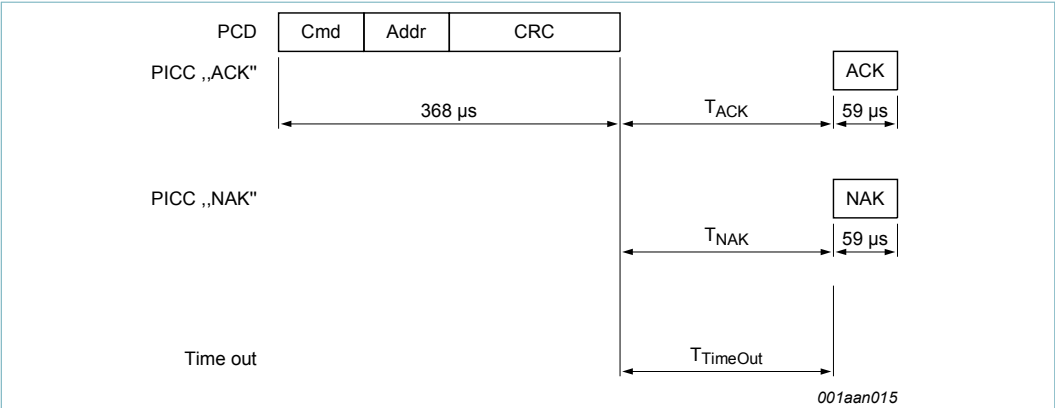 PCD Cmd Addr CRC
PICC ,,ACK" ACK
368 µs TACK 59 µs
PICC ,,NAK" NAK
TNAK 59 µs
Time out TTimeOut
001aan015